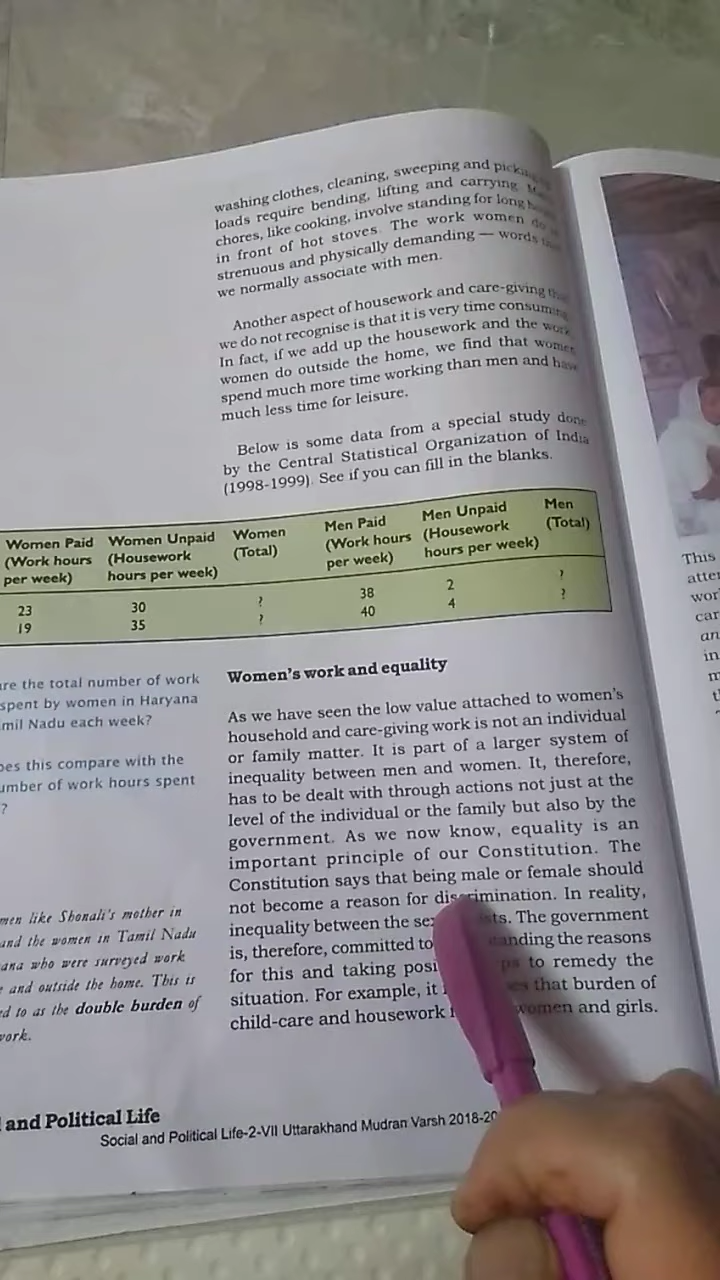 washing clothes, cleaning, sweeping and
loads require bending, lifting and carrying.
chores, like cooking, involve standing for long
in front of hot stoves. The work women do
strenuous and physically demanding — words
we normally associate with men.
Another aspect of housework and care-giving
we do not recognise is that it is very time consuming.
In fact, if we add up the housework and the work
women do outside the home, we find that women
spend much more time working than men and have
much less time for leisure.
Below is some data from a special study done
by the Central Statistical Organization of India
(1998-1999). See if you can fill in the blanks.
Women Paid (Work hours per week) Women Unpaid (Housework hours per week) Women (Total) Men Paid (Work hours per week) Men Unpaid (Housework hours per week) Men (Total)
23 30 ? 38 2 ?
19 35 ? 40 4 ?
the total number of work
spent by women in Haryana
Nadu each week?
this compare with the
of work hours spent
?
like Shonali's mother in
and the women in Tamil Nadu
who were surveyed work
and outside the home. This is
to as the double burden of
Women's work and equality
As we have seen the low value attached to women's
household and care-giving work is not an individual
or family matter. It is part of a larger system of
inequality between men and women. It, therefore,
has to be dealt with through actions not just at the
level of the individual or the family but also by the
government. As we now know, equality is an
important principle of our Constitution. The
Constitution says that being male or female should
not become a reason for discrimination. In reality,
inequality between the The government
is, therefore, committed to the reasons
for this and taking to remedy the
situation. For example, it that burden of
child-care and housework women and girls.
and Political Life
Social and Political Life-2-VII Uttarakhand Mudran Varsh
This